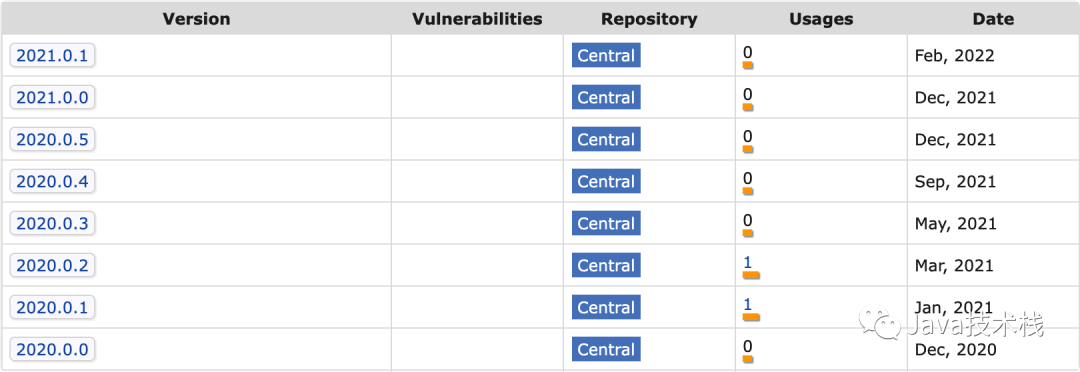 Version Vulnerabilities Repository Usages Date
2021.0.1 Central 0 Feb, 2022
2021.0.0 Central 0 Dec, 2021
2020.0.5 Central 0 Dec, 2021
2020.0.4 Central 0 Sep, 2021
2020.0.3 Central 0 May, 2021
2020.0.2 Central 1 Mar, 2021
2020.0.1 Central 1 Jan, 2021
Java技术栈
2020.0.0 Central 0 Dec, 2020